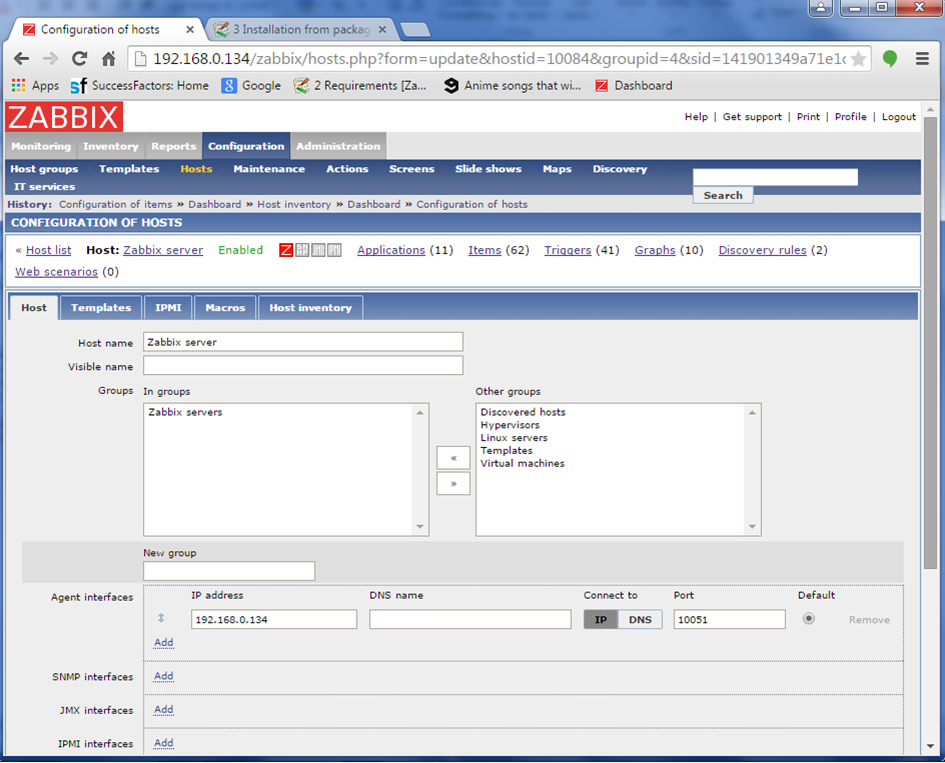 Configuration of hosts
3 Installation from packag
192.168.0.134/zabbix/hosts.php?form=update&hostid=10084&groupid=4&sid=141901349a71e1
Apps SuccessFactors: Home Google 2 Requirements [Za... Anime songs that wi... Dashboard
ZABBIX
Help | Get support | Print | Profile | Logout
Monitoring Inventory Reports Configuration Administration
Host groups Templates Hosts Maintenance Actions Screens Slide shows Maps Discovery
IT services
Search
History: Configuration of items » Dashboard » Host inventory » Dashboard » Configuration of hosts
CONFIGURATION OF HOSTS
« Host list Host: Zabbix server Enabled Z Applications (11) Items (62) Triggers (41) Graphs (10) Discovery rules (2)
Web scenarios (0)
Host Templates IPMI Macros Host inventory
Host name Zabbix server
Visible name
Groups In groups Other groups
Zabbix servers
Discovered hosts
Hypervisors
Linux servers
Templates
Virtual machines
«
»
New group
Agent interfaces IP address DNS name Connect to Port Default
192.168.0.134 IP DNS 10051 Remove
Add
SNMP interfaces Add
JMX interfaces Add
IPMI interfaces Add